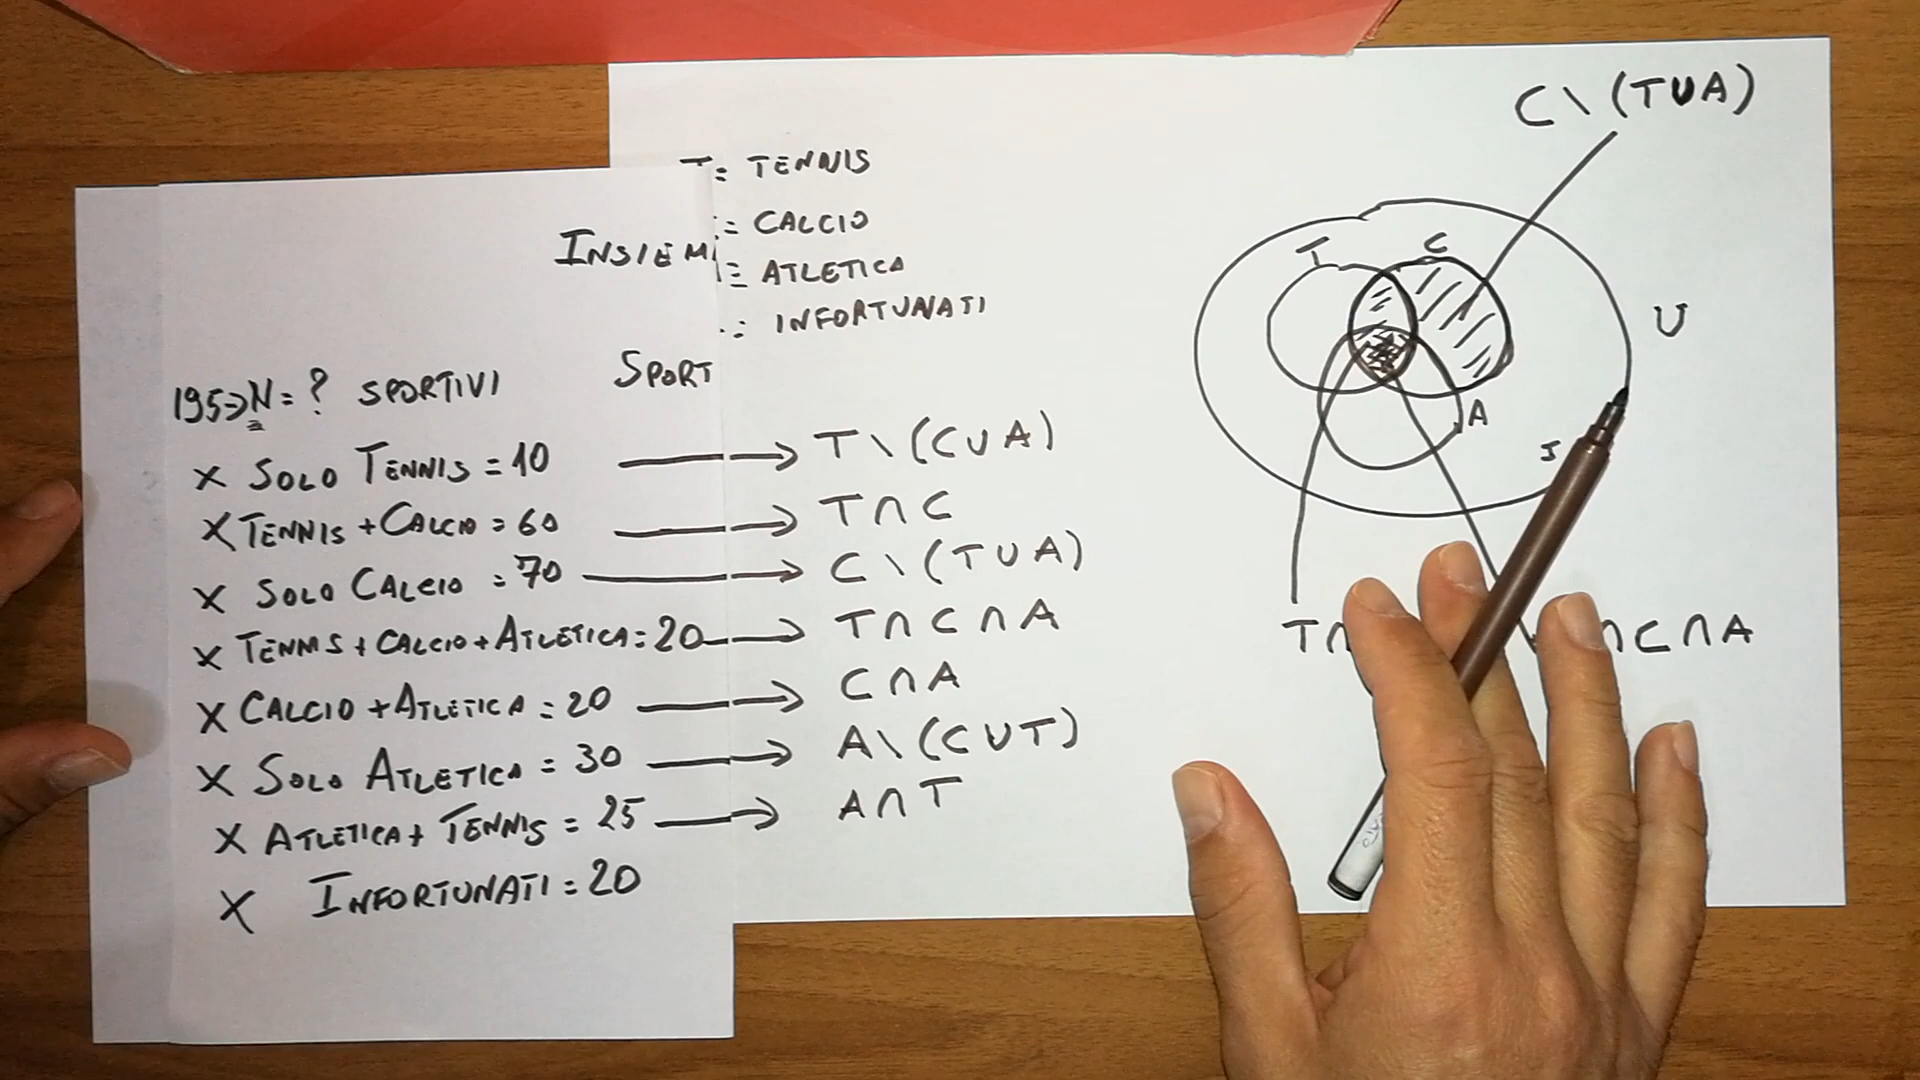 T = TENNIS
= CALCIO
INSIEMI
= ATLETICA
: INFORTUNATI
SPORT
195⇒N = ? SPORTIVI
X SOLO TENNIS = 10 → T \ (C ∪ A)
X TENNIS + CALCIO = 60 → T ∩ C
X SOLO CALCIO = 70 → C \ (T ∪ A)
X TENNIS + CALCIO + ATLETICA = 20 → T ∩ C ∩ A
X CALCIO + ATLETICA = 20 → C ∩ A
X SOLO ATLETICA = 30 → A \ (C ∪ T)
X ATLETICA + TENNIS = 25 → A ∩ T
X INFORTUNATI = 20
C \ (T ∪ A)
T C
U
A
I
T ∩
∩ C ∩ A